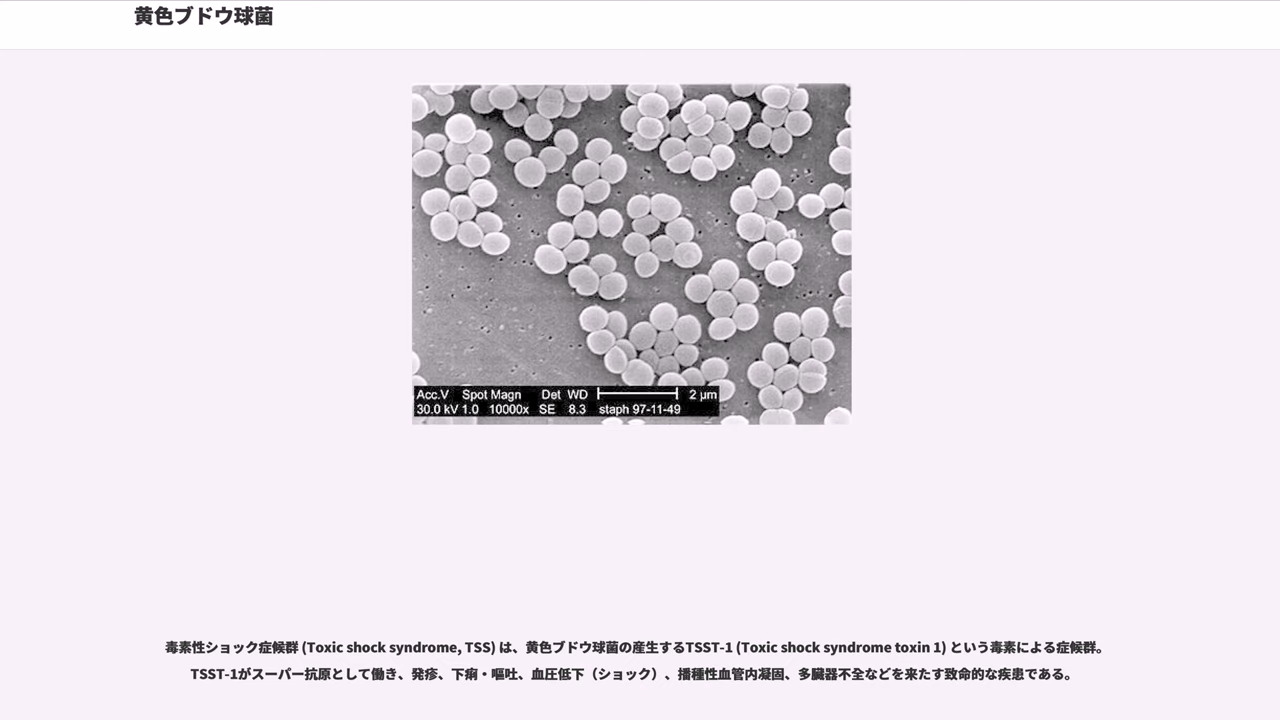 黄色ブドウ球菌
Acc.V Spot Magn Det WD 2 µm
30.0 kV 1.0 10000x SE 8.3 staph 97-11-49
毒素性ショック症候群 (Toxic shock syndrome, TSS) は、黄色ブドウ球菌の産生するTSST-1 (Toxic shock syndrome toxin 1) という毒素による症候群。
TSST-1がスーパー抗原として働き、発疹、下痢・嘔吐、血圧低下（ショック）、播種性血管内凝固、多臓器不全などを来たす致命的な疾患である。